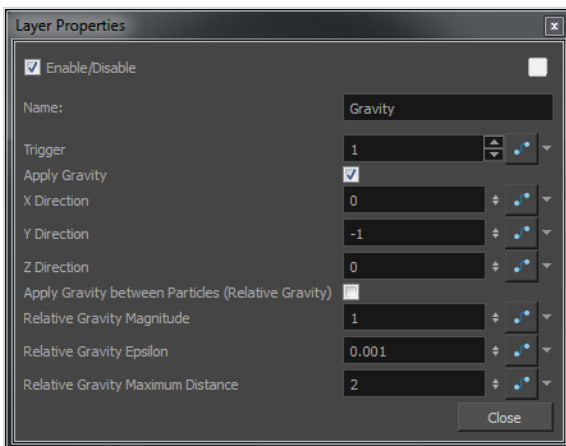 Layer Properties
Enable/Disable
Name: Gravity
Trigger 1
Apply Gravity
X Direction 0
Y Direction -1
Z Direction 0
Apply Gravity between Particles (Relative Gravity)
Relative Gravity Magnitude 1
Relative Gravity Epsilon 0.001
Relative Gravity Maximum Distance 2
Close